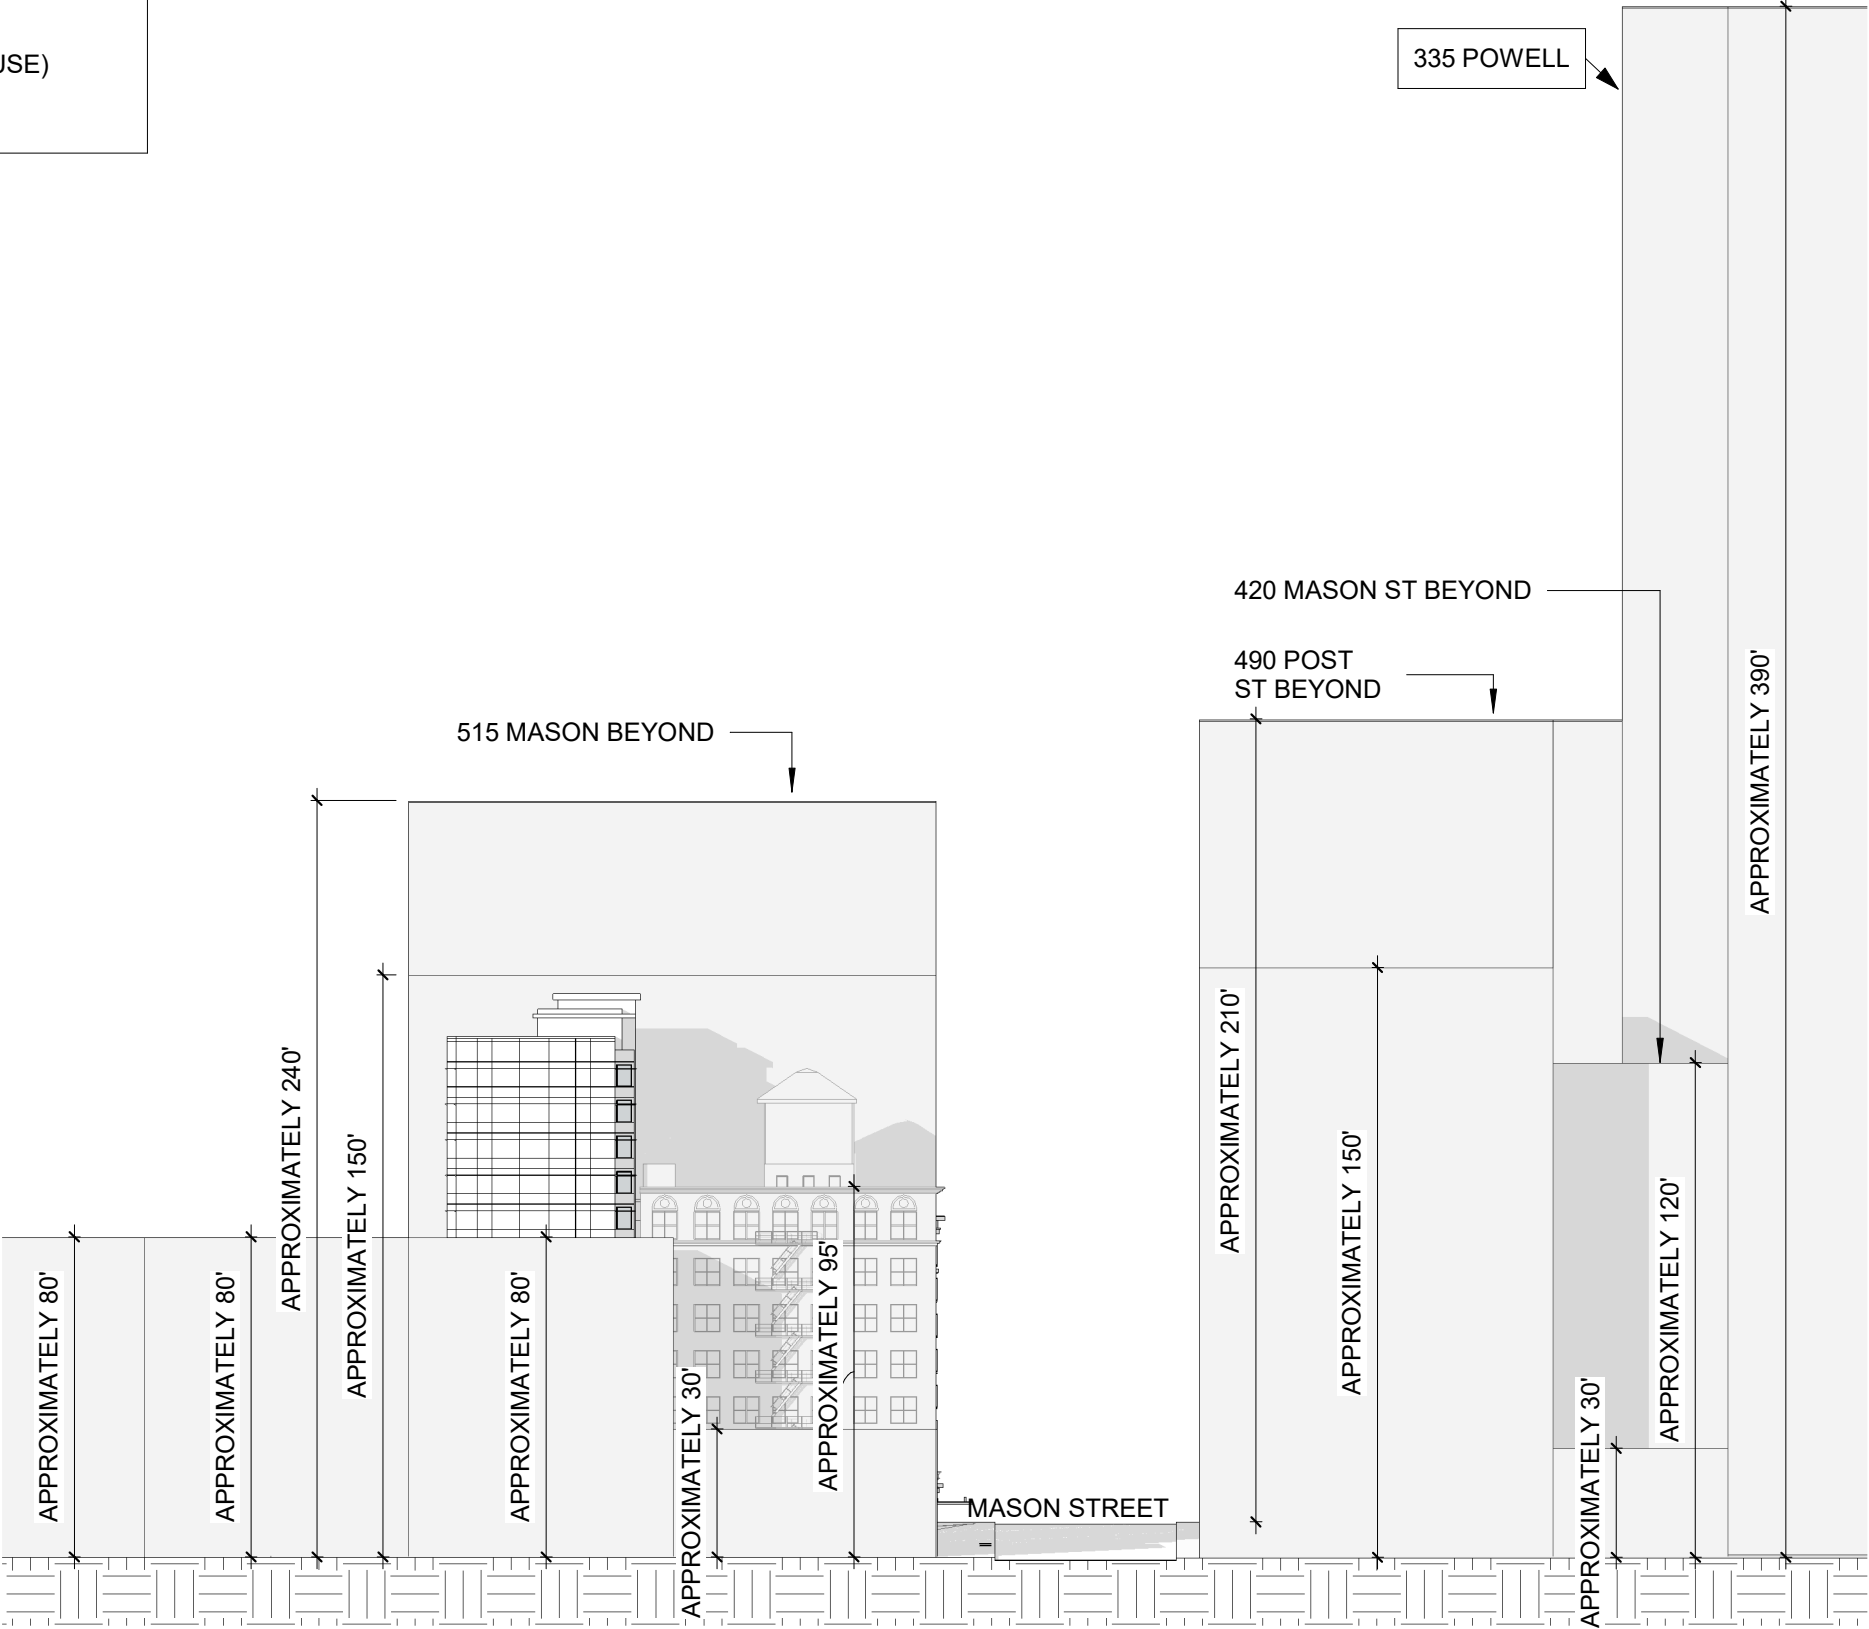 USE)
335 POWELL
420 MASON ST BEYOND
490 POST
ST BEYOND
515 MASON BEYOND
APPROXIMATELY 80'
APPROXIMATELY 80'
APPROXIMATELY 240'
APPROXIMATELY 150'
APPROXIMATELY 80'
APPROXIMATELY 30'
APPROXIMATELY 95'
MASON STREET
APPROXIMATELY 210'
APPROXIMATELY 150'
APPROXIMATELY 30'
APPROXIMATELY 120'
APPROXIMATELY 390'